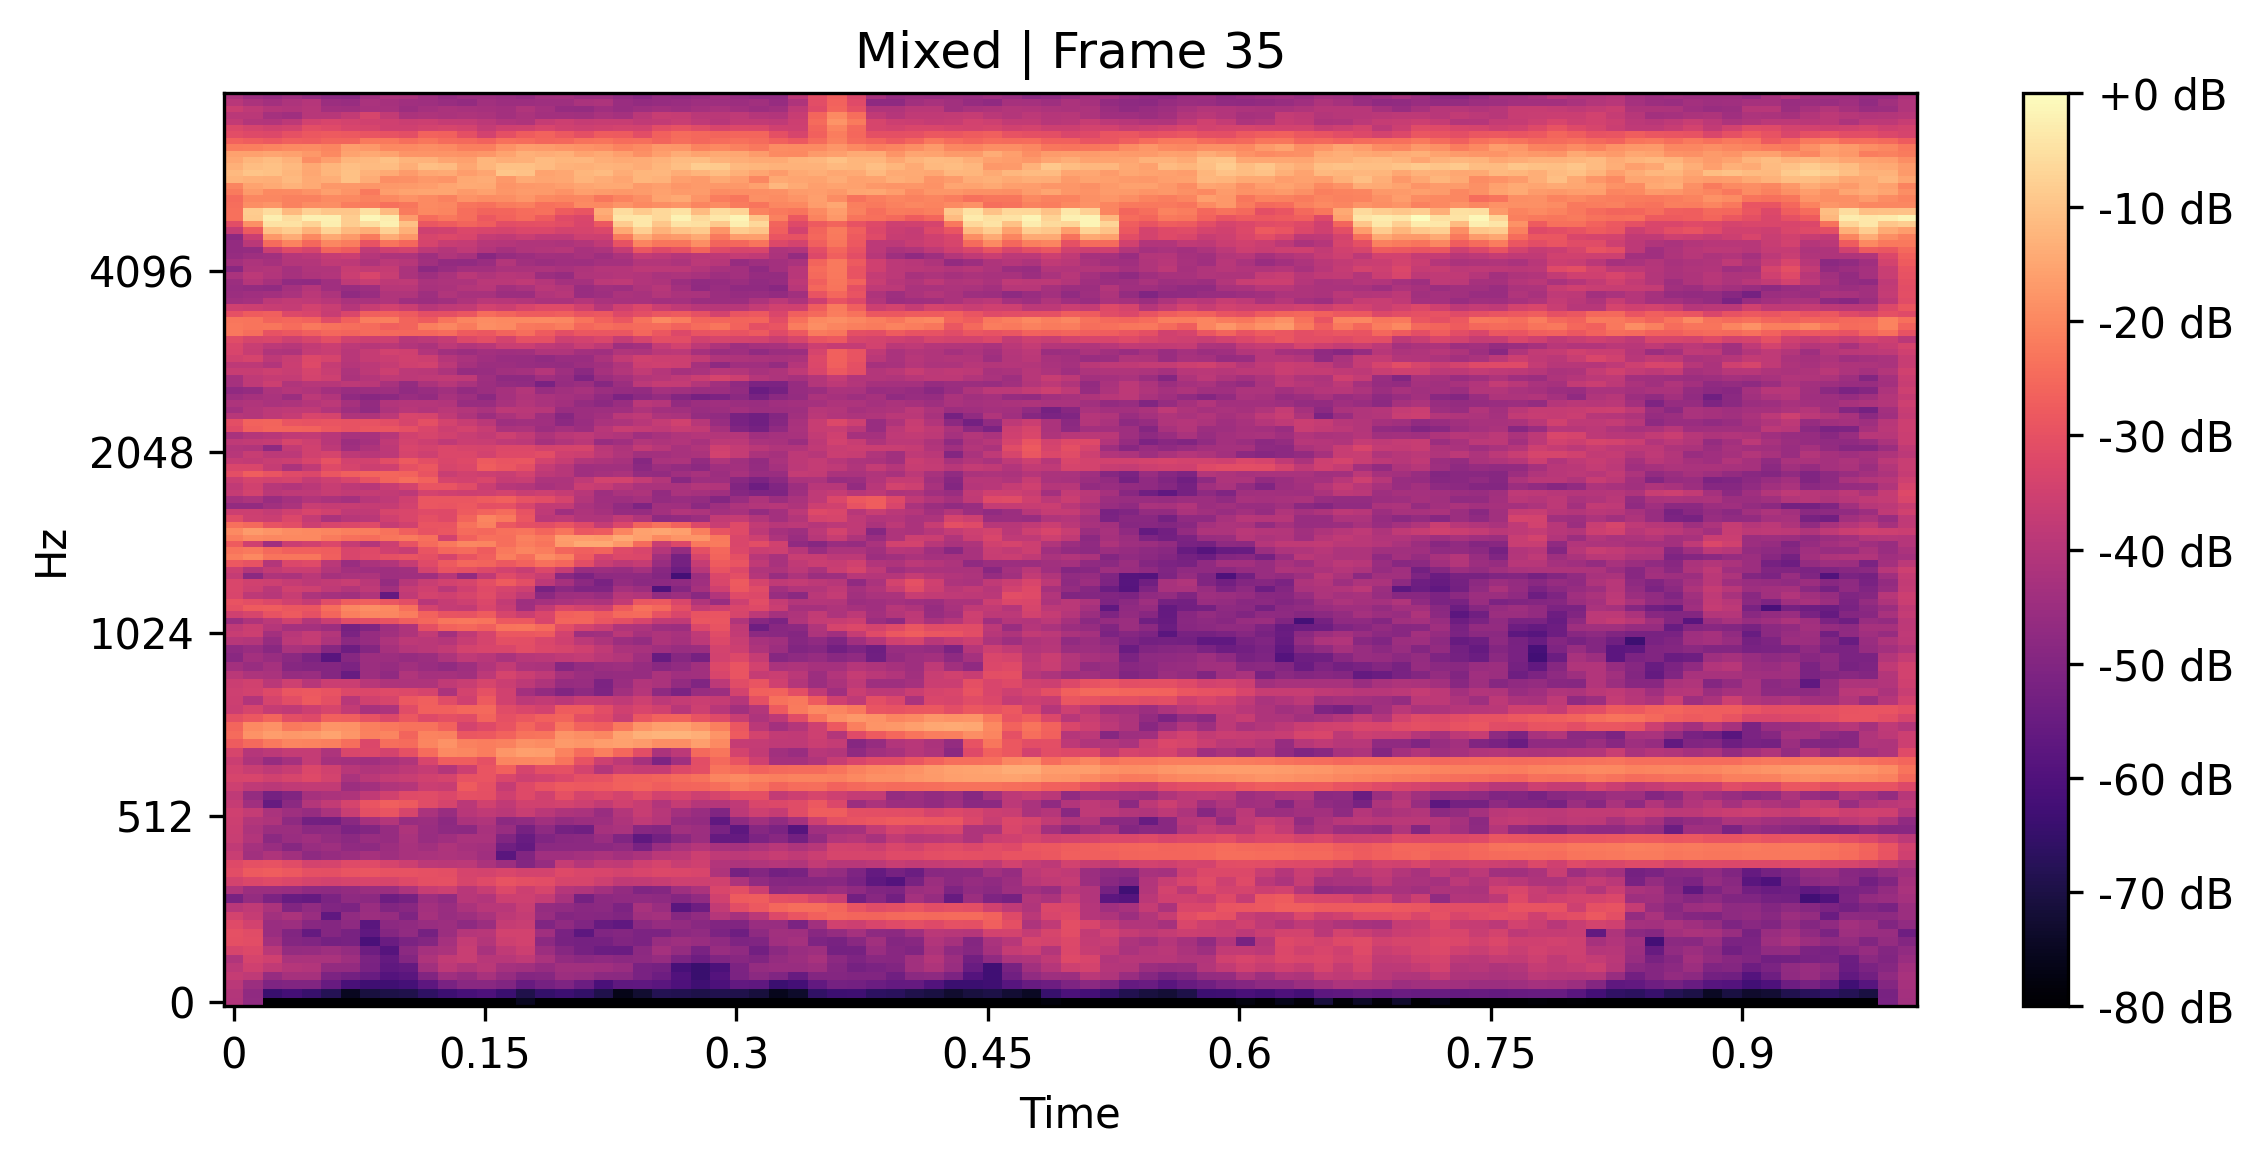 Mixed | Frame 35
+0 dB
-10 dB
-20 dB
-30 dB
-40 dB
-50 dB
-60 dB
-70 dB
-80 dB
Hz
4096
2048
1024
512
0
0 0.15 0.3 0.45 0.6 0.75 0.9
Time